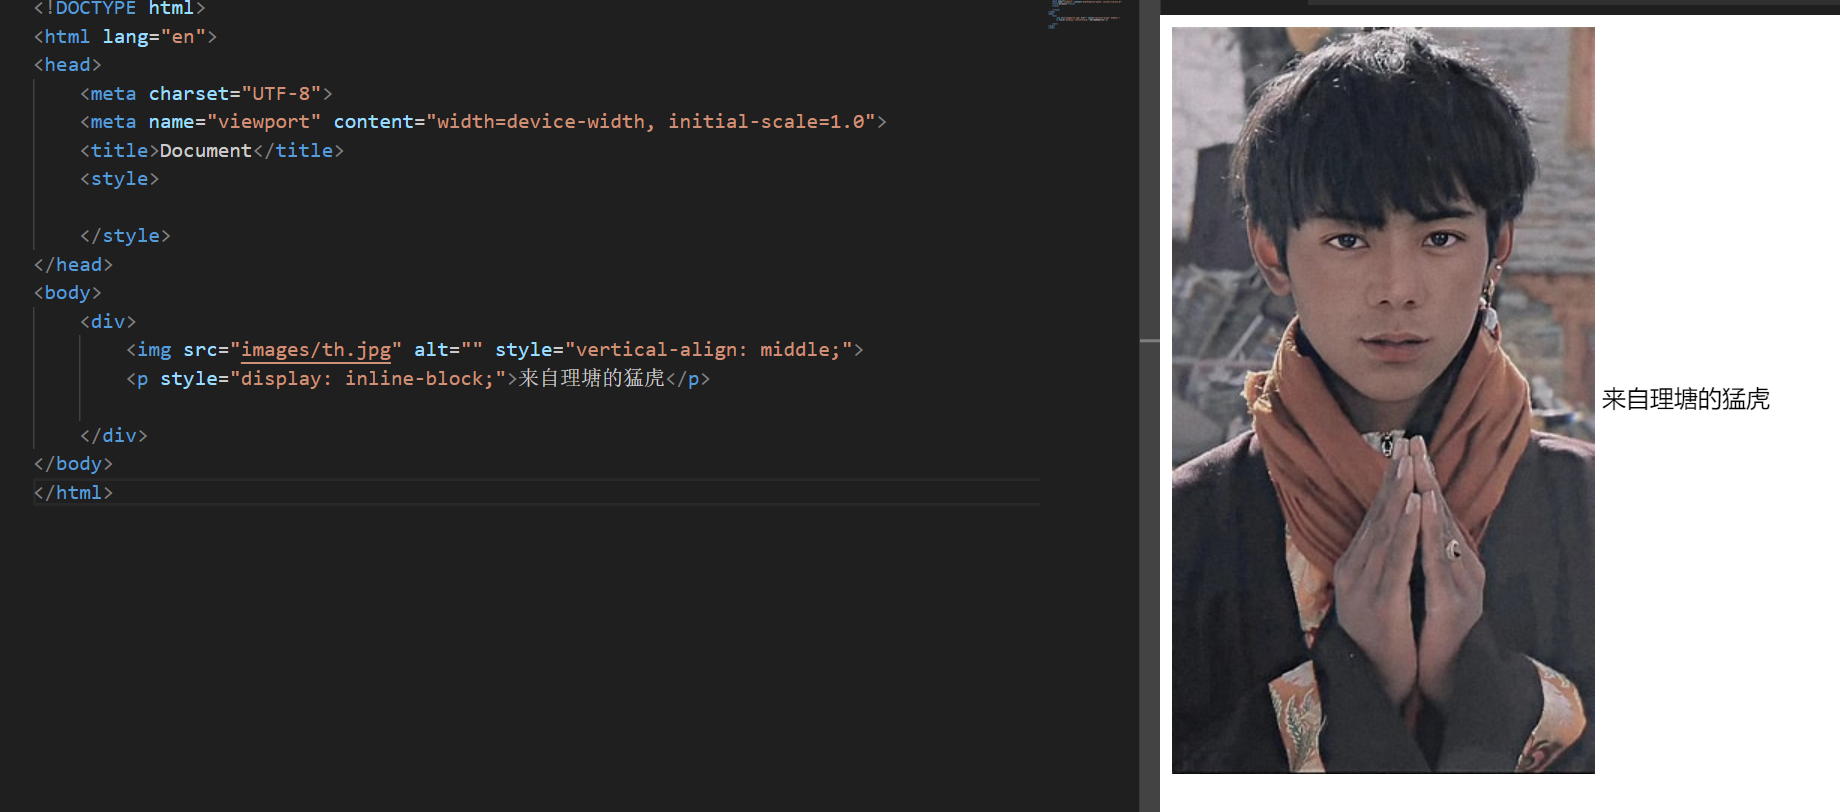 <!DOCTYPE html>
<html lang="en">
<head>
    <meta charset="UTF-8">
    <meta name="viewport" content="width=device-width, initial-scale=1.0">
    <title>Document</title>
    <style>
    </style>
</head>
<body>
    <div>
        <img src="images/th.jpg" alt="" style="vertical-align: middle;">
        <p style="display: inline-block;">来自理塘的猛虎</p>
    </div>
</body>
</html>
来自理塘的猛虎